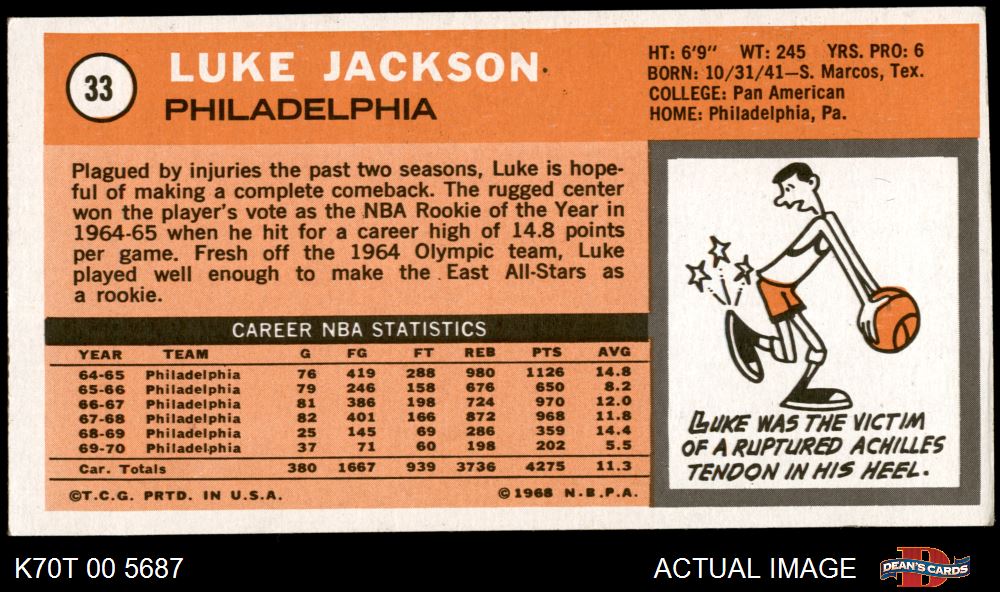 33
LUKE JACKSON
PHILADELPHIA
HT: 6'9" WT: 245 YRS. PRO: 6
BORN: 10/31/41—S. Marcos, Tex.
COLLEGE: Pan American
HOME: Philadelphia, Pa.
Plagued by injuries the past two seasons, Luke is hope-
ful of making a complete comeback. The rugged center
won the player's vote as the NBA Rookie of the Year in
1964-65 when he hit for a career high of 14.8 points
per game. Fresh off the 1964 Olympic team, Luke
played well enough to make the East All-Stars as
a rookie.
CAREER NBA STATISTICS
YEAR TEAM G FG FT REB PTS AVG
64-65 Philadelphia 76 419 288 980 1126 14.8
65-66 Philadelphia 79 246 158 676 650 8.2
66-67 Philadelphia 81 386 198 724 970 12.0
67-68 Philadelphia 82 401 166 872 968 11.8
68-69 Philadelphia 25 145 69 286 359 14.4
69-70 Philadelphia 37 71 60 198 202 5.5
Car. Totals 380 1667 939 3736 4275 11.3
©T.C.G. PRTD. IN U.S.A. ©1968 N.B.P.A.
LUKE WAS THE VICTIM
OF A RUPTURED ACHILLES
TENDON IN HIS HEEL.
K70T 00 5687
ACTUAL IMAGE
D
DEAN'S CARDS